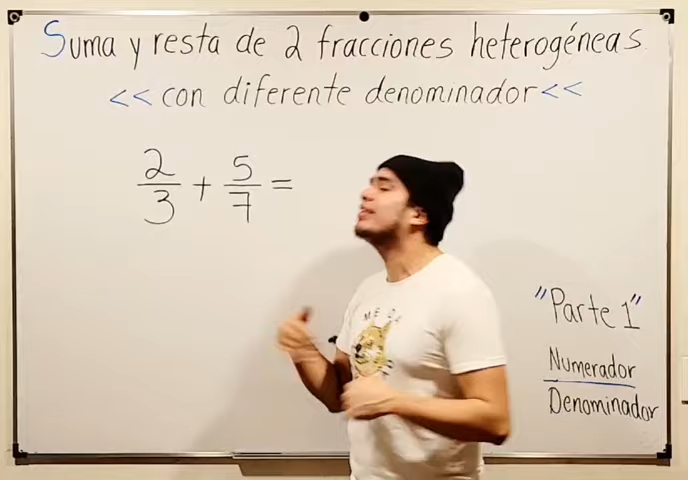 Suma y resta de 2 fracciones heterogéneas.
<< con diferente denominador <<
2/3 + 5/7 =
"Parte 1"
Numerador
Denominador